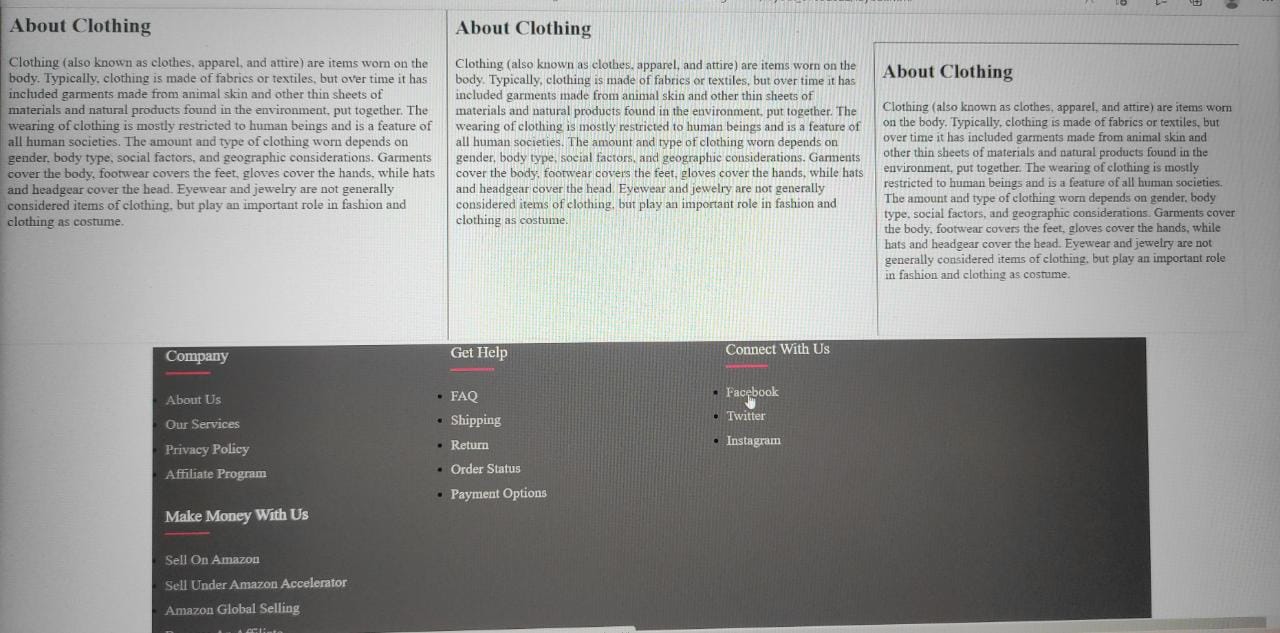 About Clothing
Clothing (also known as clothes, apparel, and attire) are items worn on the
body. Typically, clothing is made of fabrics or textiles, but over time it has
included garments made from animal skin and other thin sheets of
materials and natural products found in the environment, put together. The
wearing of clothing is mostly restricted to human beings and is a feature of
all human societies. The amount and type of clothing worn depends on
gender, body type, social factors, and geographic considerations. Garments
cover the body, footwear covers the feet, gloves cover the hands, while hats
and headgear cover the head. Eyewear and jewelry are not generally
considered items of clothing, but play an important role in fashion and
clothing as costume.
About Clothing
Clothing (also known as clothes, apparel, and attire) are items worn on the
body. Typically, clothing is made of fabrics or textiles, but over time it has
included garments made from animal skin and other thin sheets of
materials and natural products found in the environment, put together. The
wearing of clothing is mostly restricted to human beings and is a feature of
all human societies. The amount and type of clothing worn depends on
gender, body type, social factors, and geographic considerations. Garments
cover the body, footwear covers the feet, gloves cover the hands, while hats
and headgear cover the head. Eyewear and jewelry are not generally
considered items of clothing, but play an important role in fashion and
clothing as costume.
About Clothing
Clothing (also known as clothes, apparel, and attire) are items worn
on the body. Typically, clothing is made of fabrics or textiles, but
over time it has included garments made from animal skin and
other thin sheets of materials and natural products found in the
environment, put together. The wearing of clothing is mostly
restricted to human beings and is a feature of all human societies.
The amount and type of clothing worn depends on gender, body
type, social factors, and geographic considerations. Garments cover
the body, footwear covers the feet, gloves cover the hands, while
hats and headgear cover the head. Eyewear and jewelry are not
generally considered items of clothing, but play an important role
in fashion and clothing as costume.
Company
About Us
Our Services
Privacy Policy
Affiliate Program
Get Help
FAQ
Shipping
Return
Order Status
Payment Options
Connect With Us
Facebook
Twitter
Instagram
Make Money With Us
Sell On Amazon
Sell Under Amazon Accelerator
Amazon Global Selling